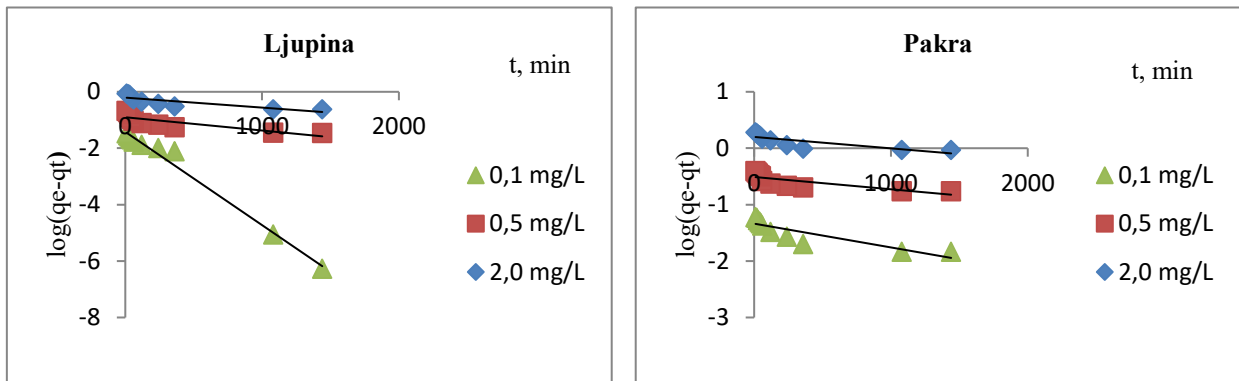 Ljupina
t, min
0
-2
-4
-6
-8
0 1000 2000
log(qe-qt)
0,1 mg/L
0,5 mg/L
2,0 mg/L
Pakra
t, min
1
0
-1
-2
-3
0 1000 2000
log(qe-qt)
0,1 mg/L
0,5 mg/L
2,0 mg/L